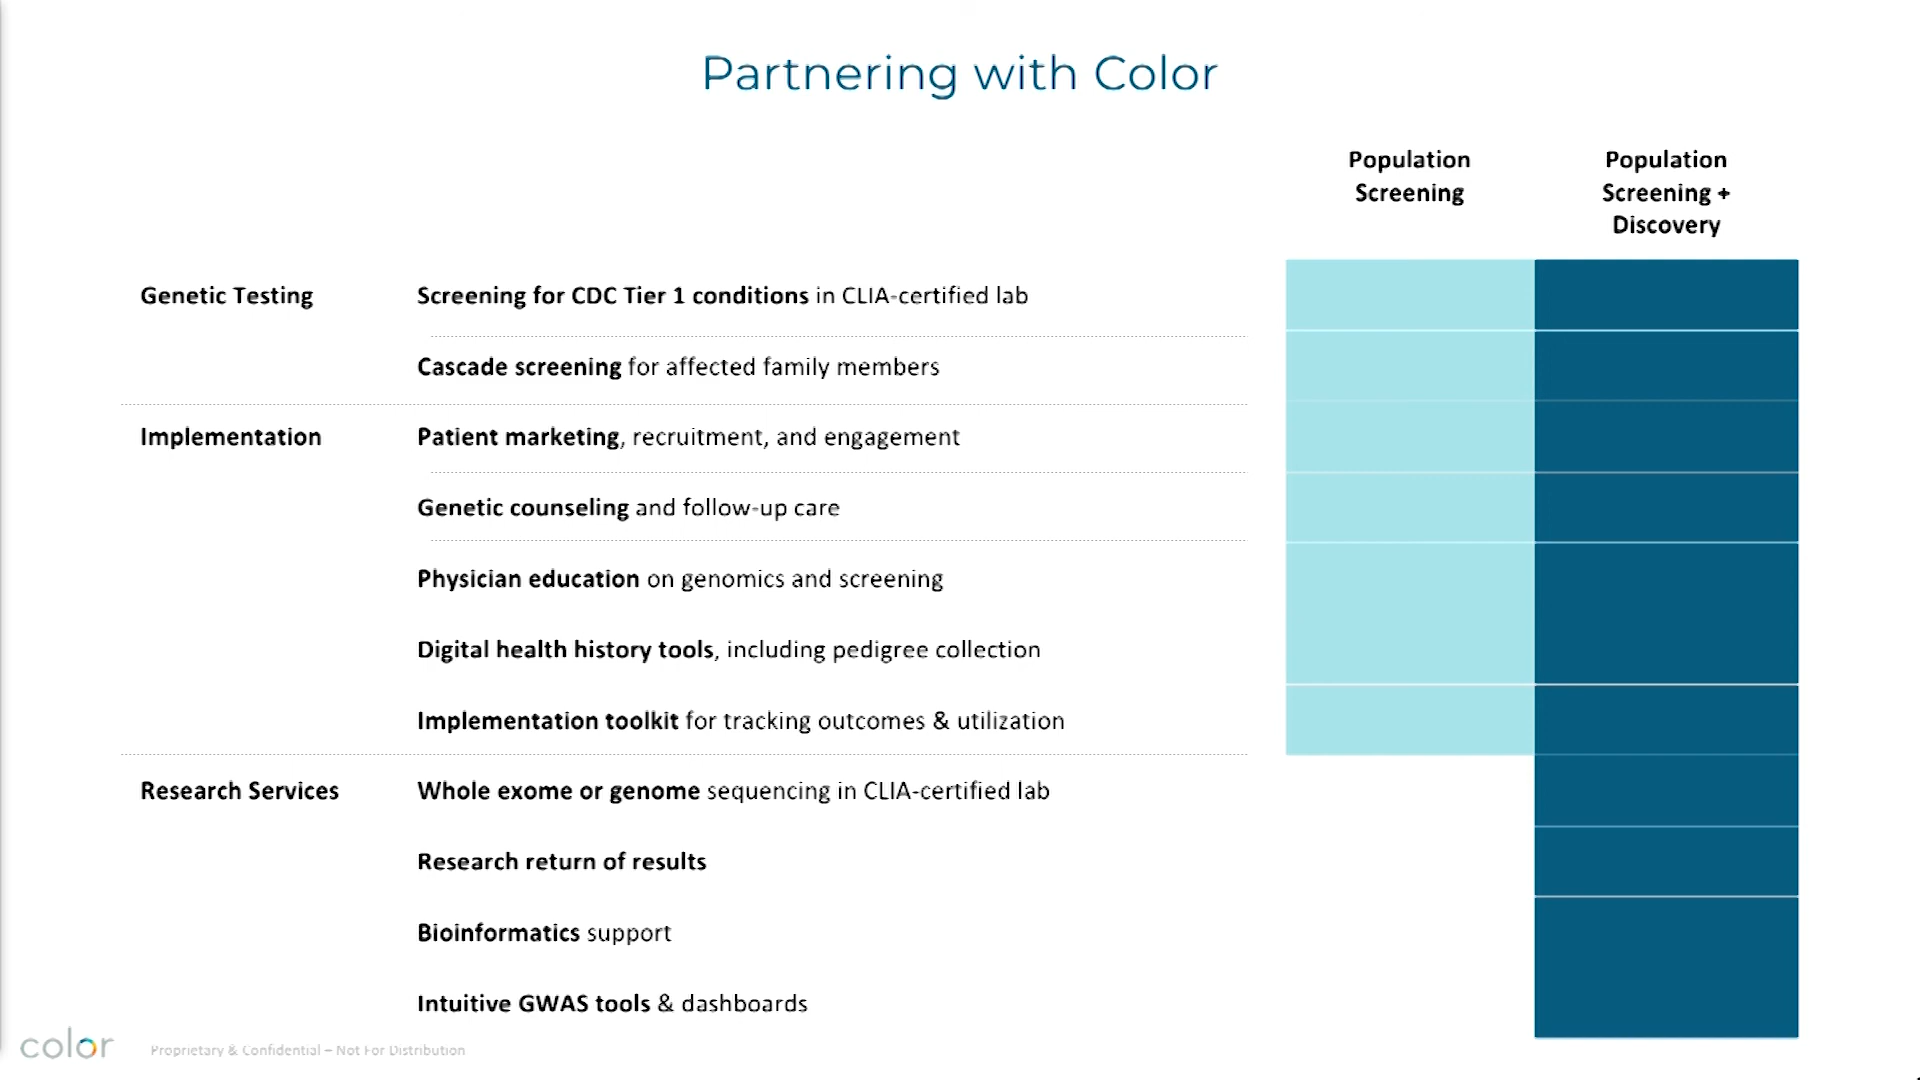 Partnering with Color
Population
Screening
Population
Screening +
Discovery
Genetic Testing
Screening for CDC Tier 1 conditions in CLIA-certified lab
Cascade screening for affected family members
Implementation
Patient marketing, recruitment, and engagement
Genetic counseling and follow-up care
Physician education on genomics and screening
Digital health history tools, including pedigree collection
Implementation toolkit for tracking outcomes & utilization
Research Services
Whole exome or genome sequencing in CLIA-certified lab
Research return of results
Bioinformatics support
Intuitive GWAS tools & dashboards
color
Proprietary & Confidential – Not For Distribution